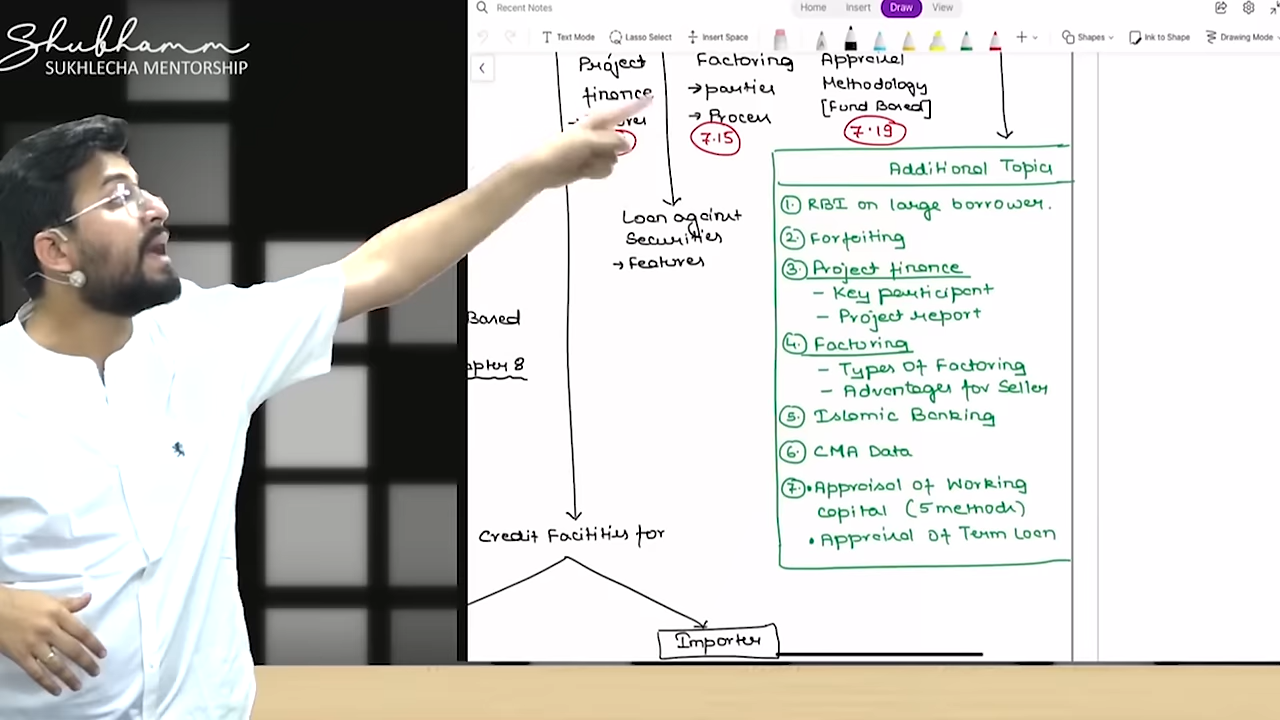 Shubhamm
SUKHLECHA MENTORSHIP
Recent Notes
Home Insert Draw View
Text Mode Lasso Select Insert Space Shapes Ink to Shape Drawing Mode
Project
finance
Factoring
→ parties
→ Process
7.15
Appraisal
Methodology
[Fund Based]
7.19
Loan against
Securities
→ Features
Based
apter 8
Credit Facilities for
Importer
Additional Topic
1. RBI on large borrower.
2. Forfeiting
3. Project finance
- Key participant
- Project report
4. Factoring
- Types Of Factoring
- Advantages for Seller
5. Islamic Banking
6. CMA Data
7. • Appraisal of Working
capital (5 methods)
• Appraisal Of Term Loan